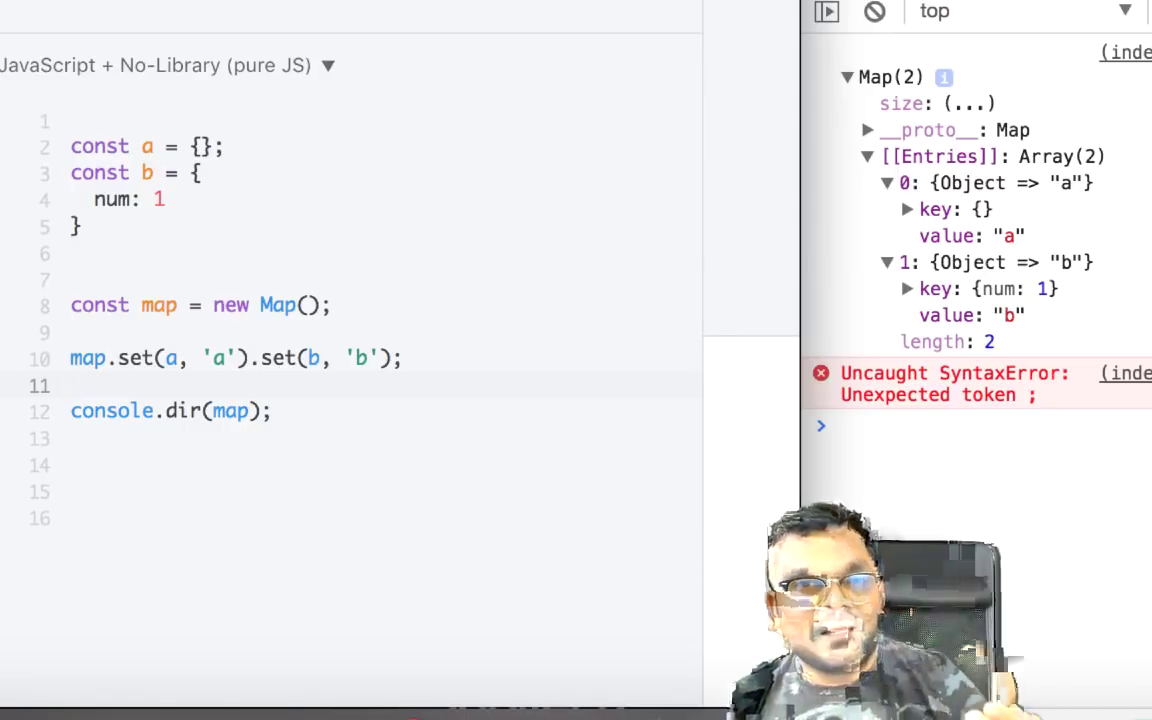 JavaScript + No-Library (pure JS) ▼
1
2 const a = {};
3 const b = {
4 num: 1
5 }
6
7
8 const map = new Map();
9
10 map.set(a, 'a').set(b, 'b');
11
12 console.dir(map);
13
14
15
16
top ▼
(inde
▼Map(2) i
size: (...)
▶__proto__: Map
▼[[Entries]]: Array(2)
▼0: {Object => "a"}
▶key: {}
value: "a"
▼1: {Object => "b"}
▶key: {num: 1}
value: "b"
length: 2
Uncaught SyntaxError: (inde
Unexpected token ;
>